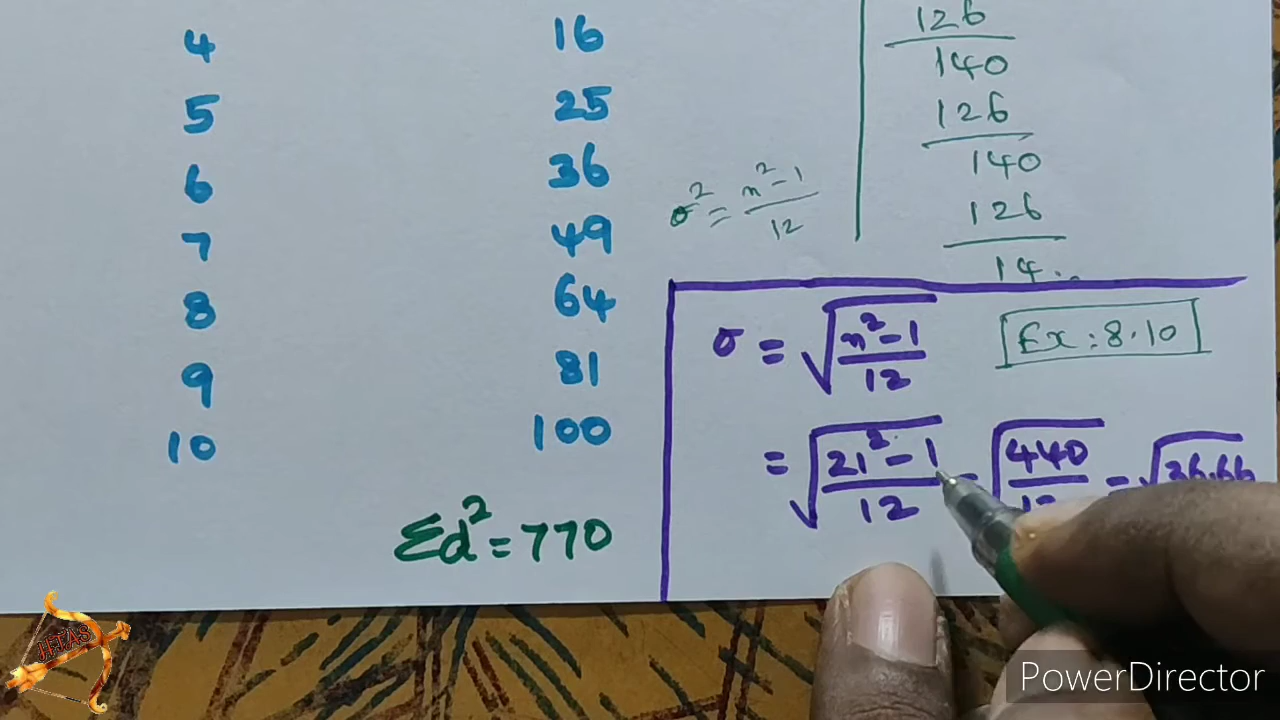 4 16
5 25
6 36
7 49
8 64
9 81
10 100
Σd²=770
126
140
126
140
126
14..
σ² = n²-1/12
σ = √(n²-1/12)
Ex: 8.10
= √(21²-1/12) = √(440/12) = √36.66
HTAS
PowerDirector